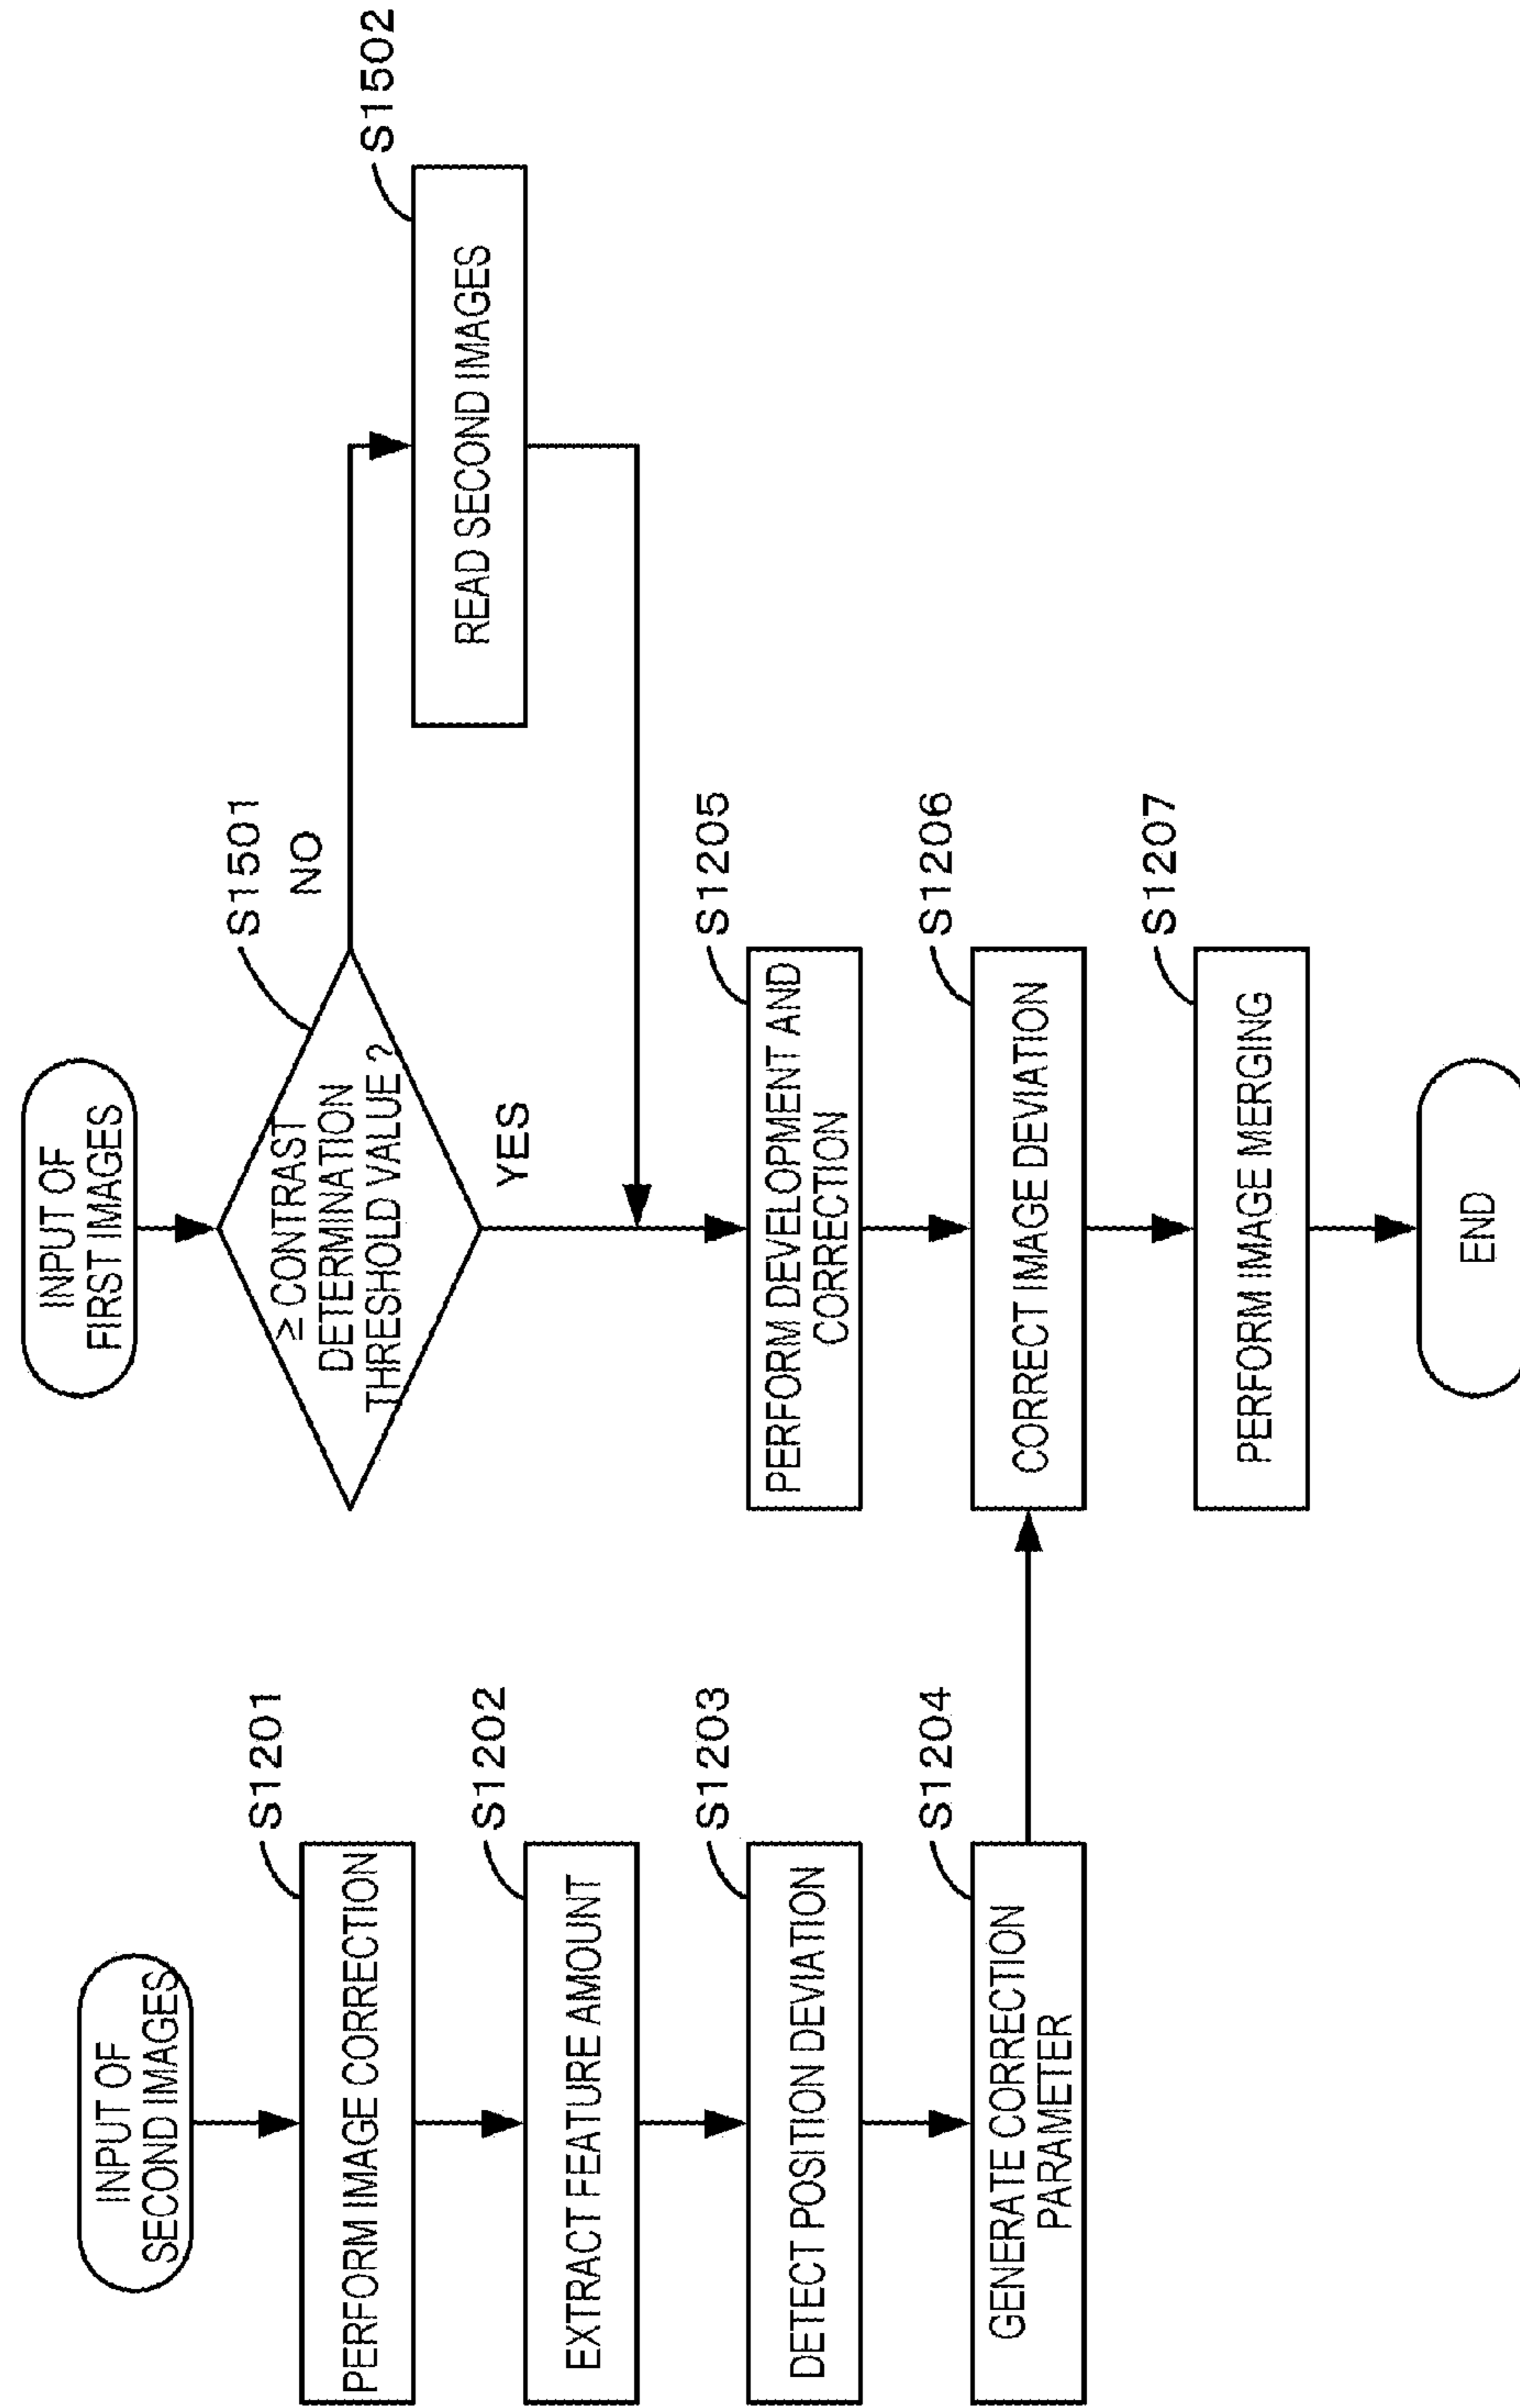 INPUT OF
SECOND IMAGES
S1201
PERFORM IMAGE CORRECTION
S1202
EXTRACT FEATURE AMOUNT
S1203
DETECT POSITION DEVIATION
S1204
GENERATE CORRECTION
PARAMETER
INPUT OF
FIRST IMAGES
S1501
≥ CONTRAST
DETERMINATION
THRESHOLD VALUE ?
NO
YES
S1502
READ SECOND IMAGES
S1205
PERFORM DEVELOPMENT AND
CORRECTION
S1206
CORRECT IMAGE DEVIATION
S1207
PERFORM IMAGE MERGING
END